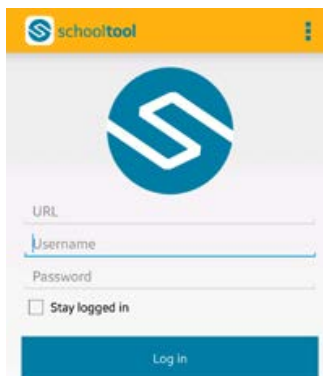 schooltool
URL
Username
Password
Stay logged in
Log in